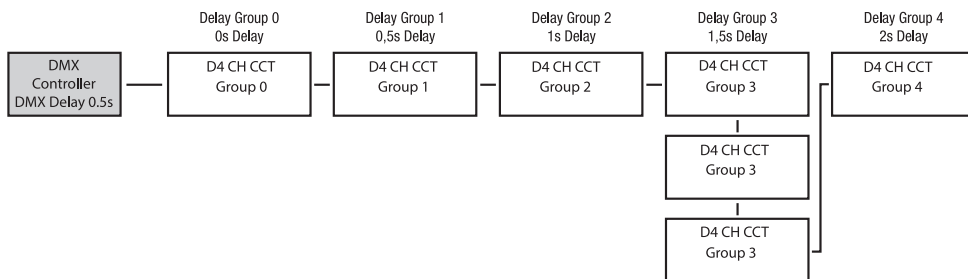 Delay Group 0
0s Delay
Delay Group 1
0,5s Delay
Delay Group 2
1s Delay
Delay Group 3
1,5s Delay
Delay Group 4
2s Delay
DMX
Controller
DMX Delay 0.5s
D4 CH CCT
Group 0
D4 CH CCT
Group 1
D4 CH CCT
Group 2
D4 CH CCT
Group 3
D4 CH CCT
Group 4
D4 CH CCT
Group 3
D4 CH CCT
Group 3